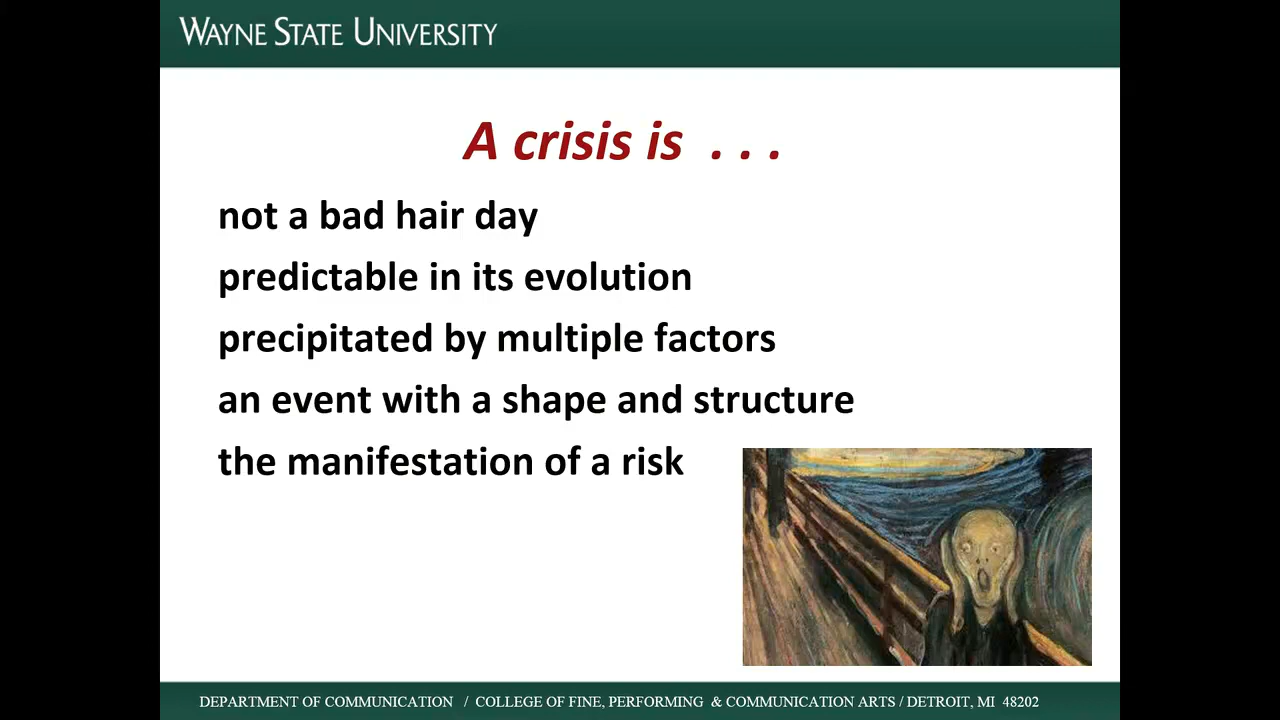 WAYNE STATE UNIVERSITY
A crisis is . . .
not a bad hair day
predictable in its evolution
precipitated by multiple factors
an event with a shape and structure
the manifestation of a risk
DEPARTMENT OF COMMUNICATION / COLLEGE OF FINE, PERFORMING & COMMUNICATION ARTS / DETROIT, MI 48202